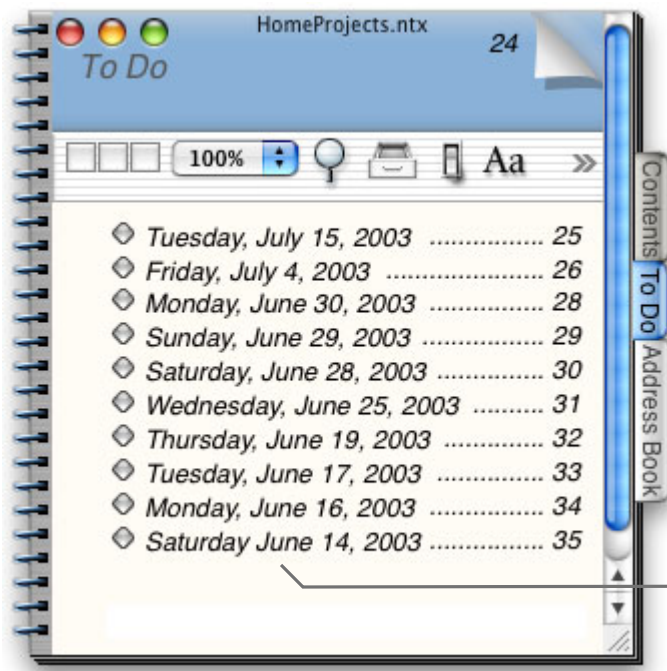 HomeProjects.ntx
24
To Do
100%
Aa
Tuesday, July 15, 2003 ................ 25
Friday, July 4, 2003 ...................... 26
Monday, June 30, 2003 ................ 28
Sunday, June 29, 2003 ................ 29
Saturday, June 28, 2003 .............. 30
Wednesday, June 25, 2003 .......... 31
Thursday, June 19, 2003 .............. 32
Tuesday, June 17, 2003 ............... 33
Monday, June 16, 2003 ................ 34
Saturday June 14, 2003 ................ 35
Contents
To Do
Address Book